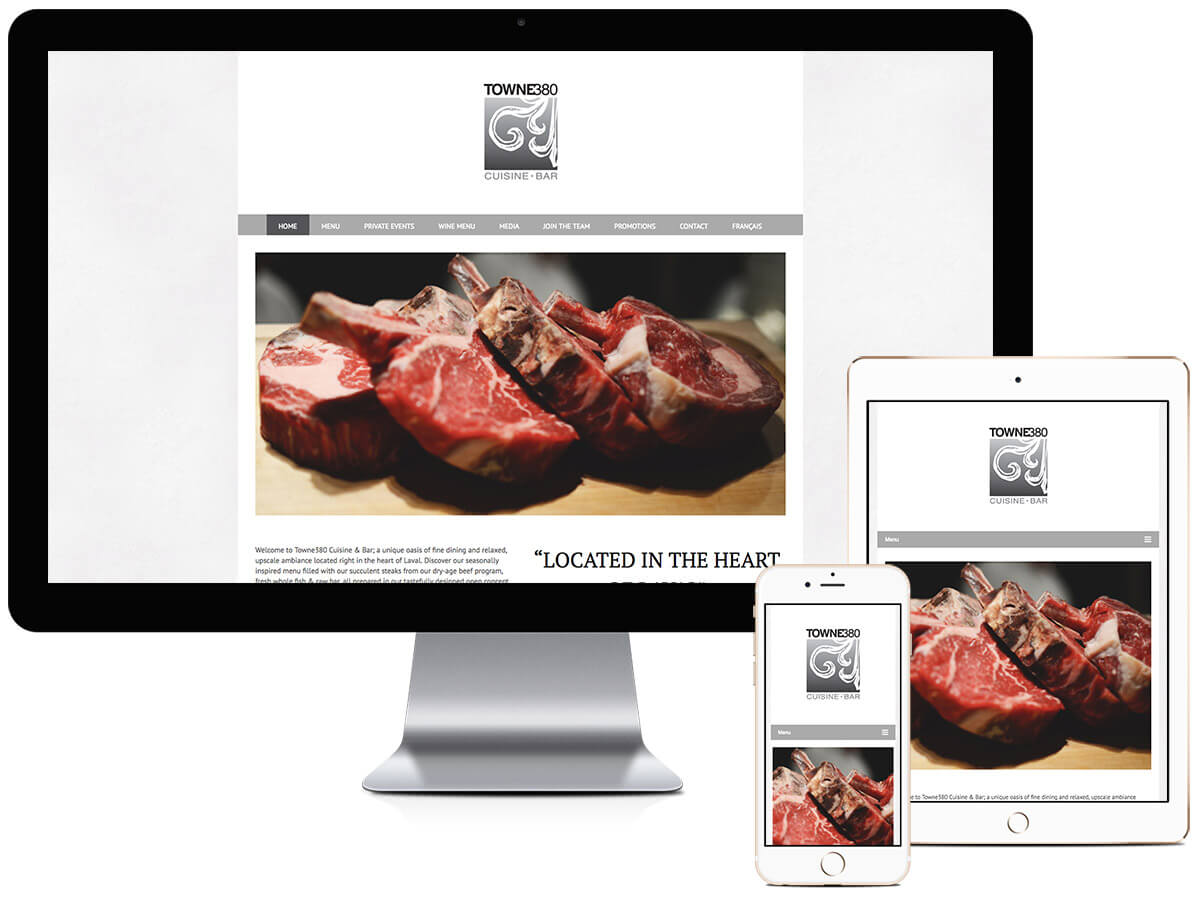 TOWNE380
CUISINE • BAR
HOME MENU PRIVATE EVENTS WINE MENU MEDIA JOIN THE TEAM PROMOTIONS CONTACT FRANÇAIS
Welcome to Towne380 Cuisine & Bar; a unique oasis of fine dining and relaxed,
upscale ambiance located right in the heart of Laval. Discover our seasonally
inspired menu filled with our succulent steaks from our dry-age beef program,
fresh whole fish & raw bar all prepared in our tastefully designed open concept
“LOCATED IN THE HEART
TOWNE380
CUISINE • BAR
Menu
to Towne380 Cuisine & Bar; a unique oasis of fine dining and relaxed, upscale ambiance
TOWNE380
CUISINE • BAR
Menu